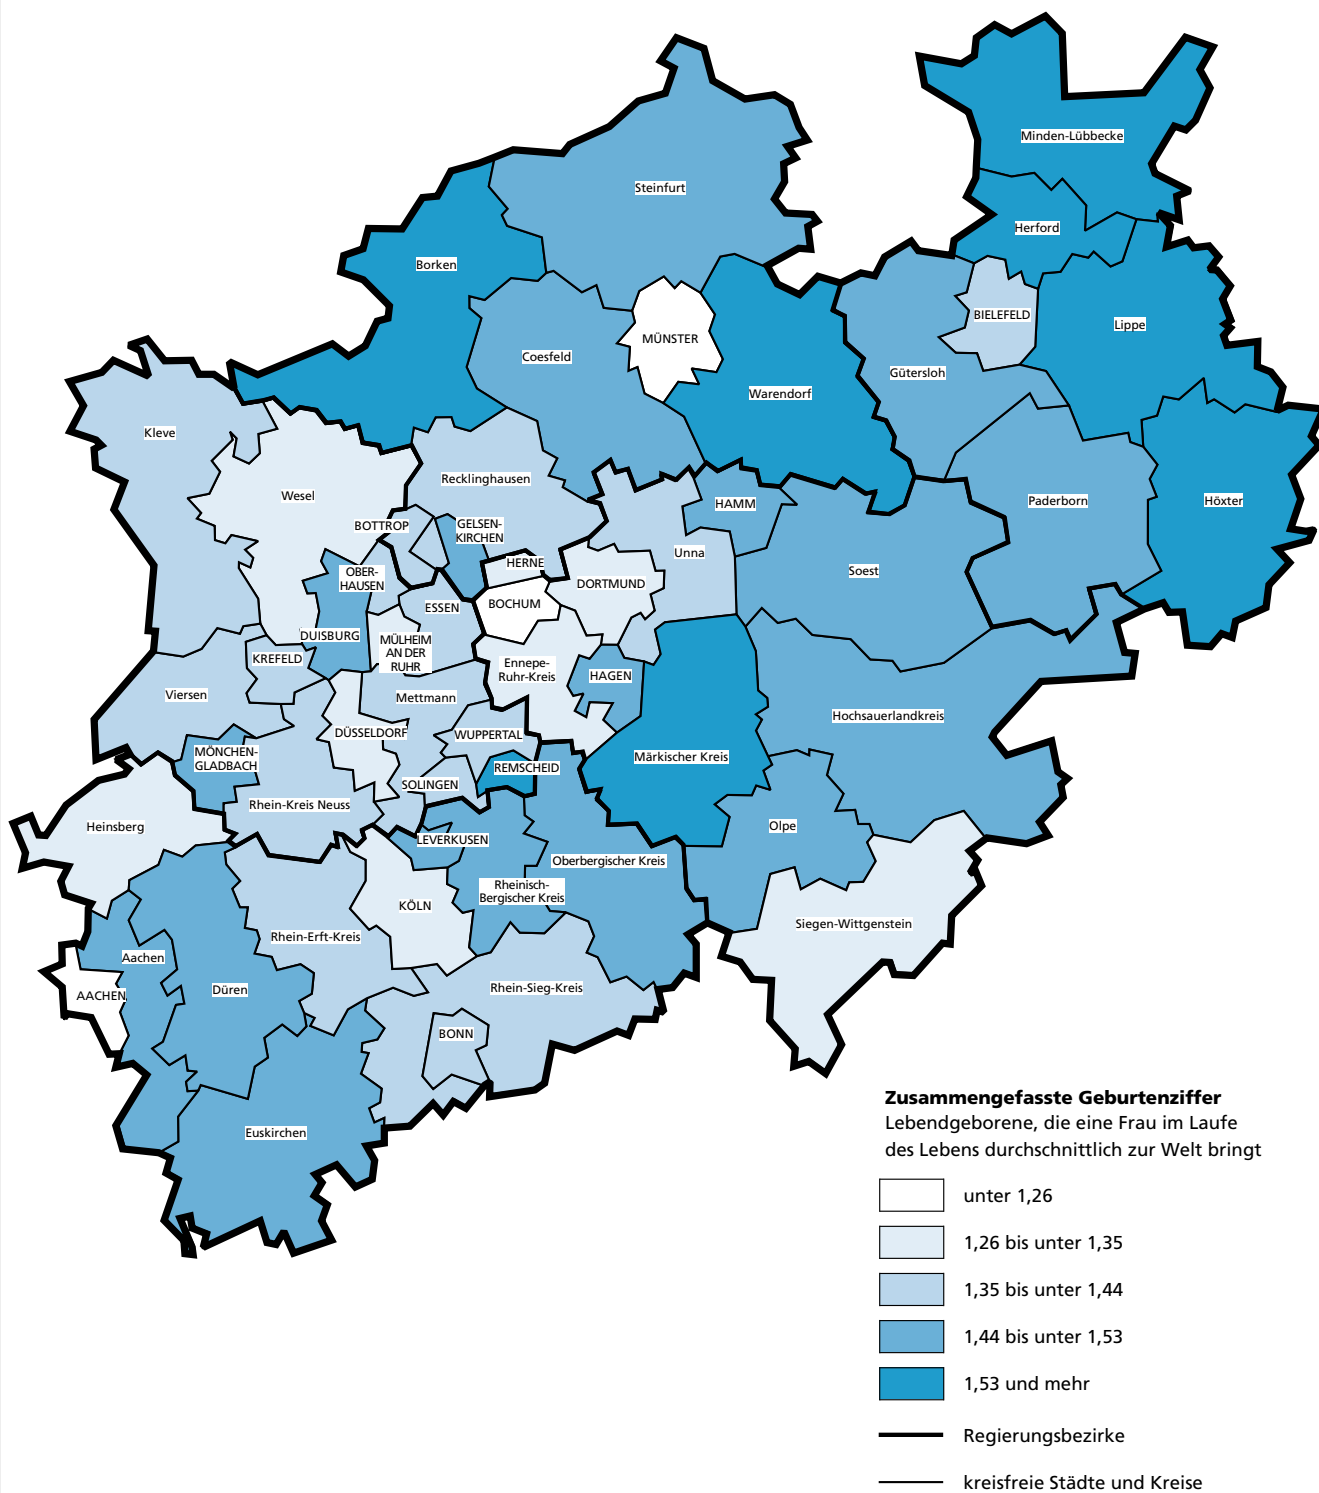 Minden-Lübbecke
Steinfurt
Herford
Borken
BIELEFELD
Lippe
MÜNSTER
Coesfeld
Gütersloh
Warendorf
Kleve
Recklinghausen
Wesel
Paderborn
Höxter
HAMM
BOTTROP
GELSEN-
KIRCHEN
Unna
HERNE
Soest
OBER-
HAUSEN
DORTMUND
BOCHUM
ESSEN
DUISBURG
MÜLHEIM
AN DER
RUHR
KREFELD
Ennepe-
Ruhr-Kreis
HAGEN
Viersen
Mettmann
Hochsauerlandkreis
DÜSSELDORF
WUPPERTAL
MÖNCHEN-
GLADBACH
Märkischer Kreis
REMSCHEID
SOLINGEN
Rhein-Kreis Neuss
Heinsberg
Olpe
LEVERKUSEN
Oberbergischer Kreis
Rheinisch-
Bergischer Kreis
KÖLN
Siegen-Wittgenstein
Rhein-Erft-Kreis
Aachen
Düren
Rhein-Sieg-Kreis
AACHEN
BONN
Euskirchen
Zusammengefasste Geburtenziffer
Lebendgeborene, die eine Frau im Laufe
des Lebens durchschnittlich zur Welt bringt
unter 1,26
1,26 bis unter 1,35
1,35 bis unter 1,44
1,44 bis unter 1,53
1,53 und mehr
Regierungsbezirke
kreisfreie Städte und Kreise